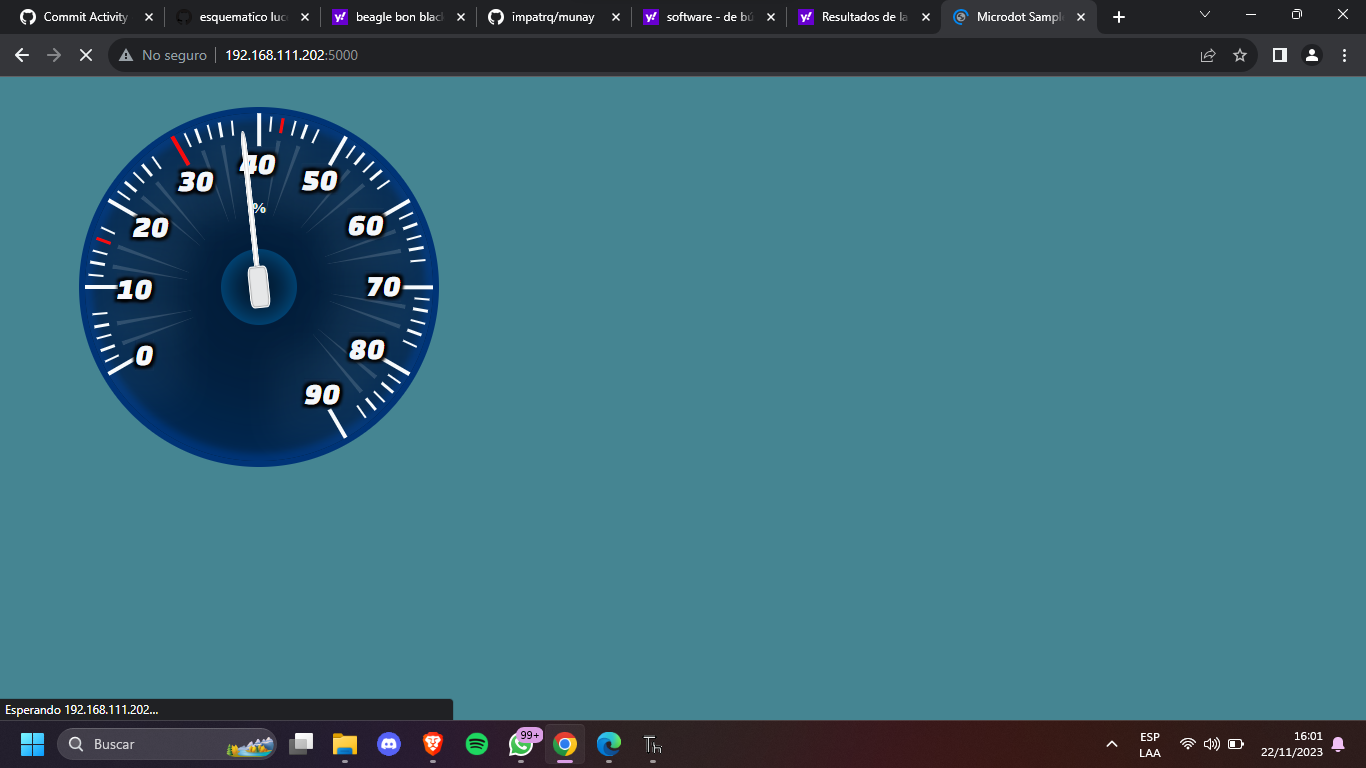 Commit Activity
esquematico luc
beagle bon blac
impatrq/munay
software - de bú
Resultados de la
Microdot Sampl
No seguro
192.168.111.202:5000
0
10
20
30
40
50
60
70
80
90
%
Esperando 192.168.111.202...
Buscar
99+
ESP
LAA
16:01
22/11/2023